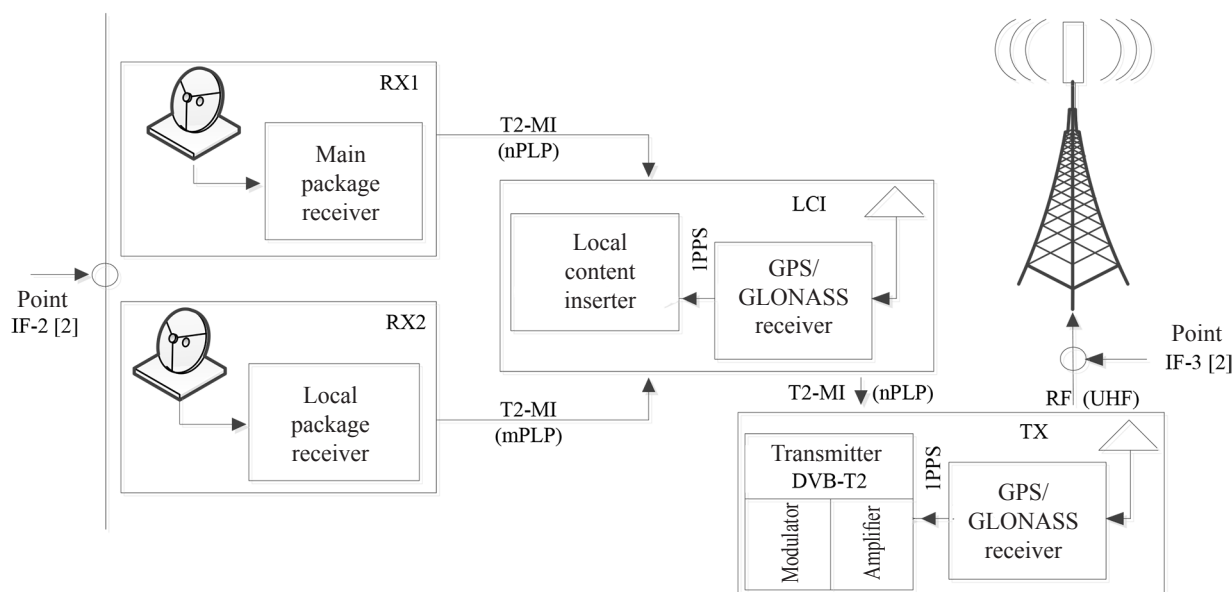 RX1
Main
package
receiver
T2-MI
(nPLP)
Point
IF-2 [2]
RX2
Local
package
receiver
T2-MI
(mPLP)
LCI
Local
content
inserter
1PPS
GPS/
GLONASS
receiver
T2-MI (nPLP)
Point
IF-3 [2]
RF (UHF)
TX
Transmitter
DVB-T2
Modulator
Amplifier
1PPS
GPS/
GLONASS
receiver